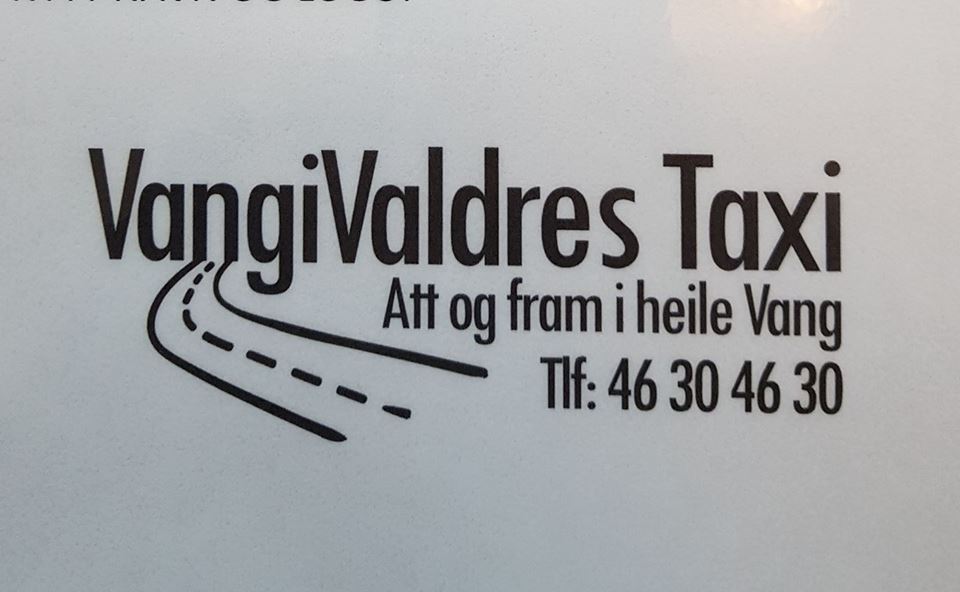 VangiValdres Taxi
Att og fram i heile Vang
Tlf: 46 30 46 30